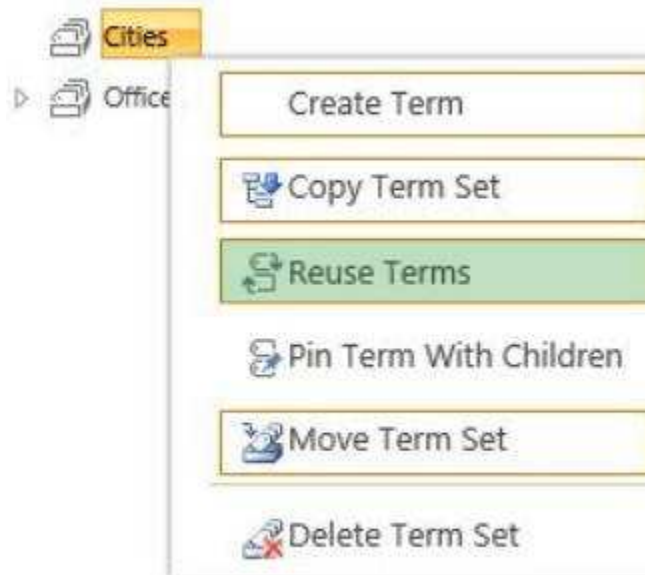 Cities
Office
Create Term
Copy Term Set
Reuse Terms
Pin Term With Children
Move Term Set
Delete Term Set